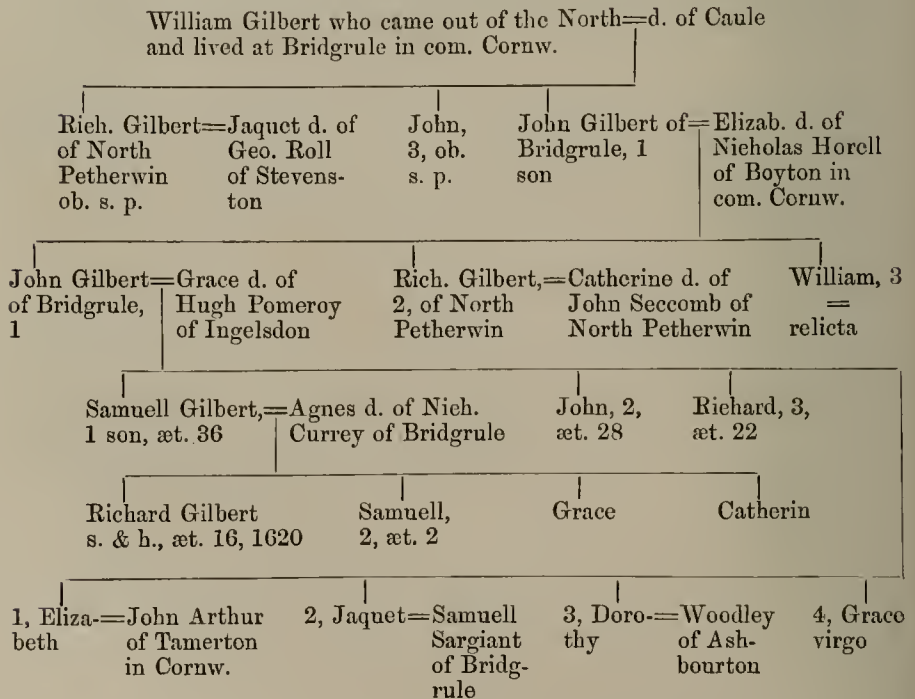 William Gilbert who came out of the North=d. of Caule
and lived at Bridgrule in com. Cornw.
Rich. Gilbert=Jaquet d. of
of North Geo. Roll
Petherwin of Stevens-
ob. s. p. ton
John,
3, ob.
s. p.
John Gilbert of=Elizab. d. of
Bridgrule, 1 Nicholas Horell
son of Boyton in
com. Cornw.
John Gilbert=Grace d. of
of Bridgrule, Hugh Pomeroy
1 of Ingelsdon
Rich. Gilbert,=Catherine d. of
2, of North John Seccomb of
Petherwin North Petherwin
William, 3
=
relicta
Samuell Gilbert,=Agnes d. of Nich.
1 son, æt. 36 Currey of Bridgrule
John, 2,
æt. 28
Richard, 3,
æt. 22
Richard Gilbert
s. & h., æt. 16, 1620
Samuell,
2, æt. 2
Grace
Catherin
1, Eliza-=John Arthur
beth of Tamerton
in Cornw.
2, Jaquet=Samuell
Sargiant
of Bridg-
rule
3, Doro-=Woodley
thy of Ash-
bourton
4, Grace
virgo